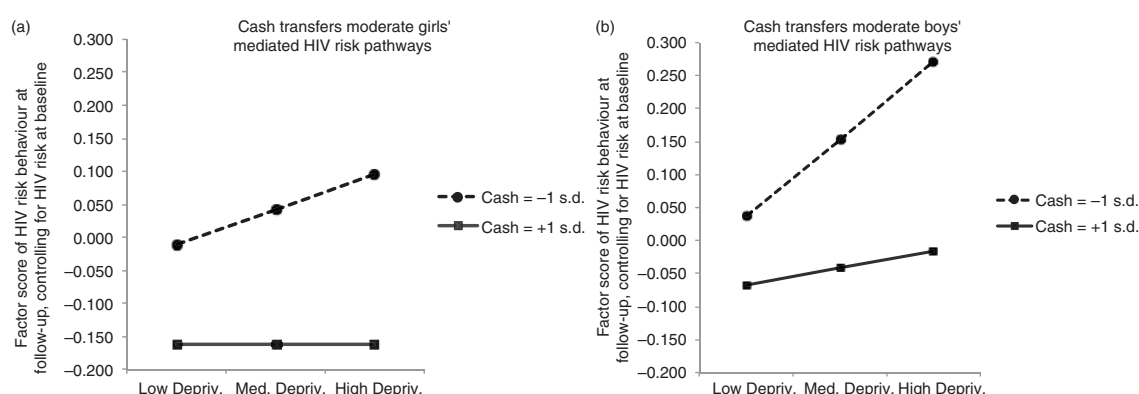 (a)
Cash transfers moderate girls'
mediated HIV risk pathways
Factor score of HIV risk behaviour at
follow-up, controlling for HIV risk at baseline
0.300
0.250
0.200
0.150
0.100
0.050
0.000
–0.050
–0.100
–0.150
–0.200
Low Depriv. Med. Depriv. High Depriv.
Cash = –1 s.d.
Cash = +1 s.d.
(b)
Cash transfers moderate boys'
mediated HIV risk pathways
Factor score of HIV risk behaviour at
follow-up, controlling for HIV risk at baseline
0.300
0.250
0.200
0.150
0.100
0.050
0.000
–0.050
–0.100
–0.150
–0.200
Low Depriv. Med. Depriv. High Depriv.
Cash = –1 s.d.
Cash = +1 s.d.